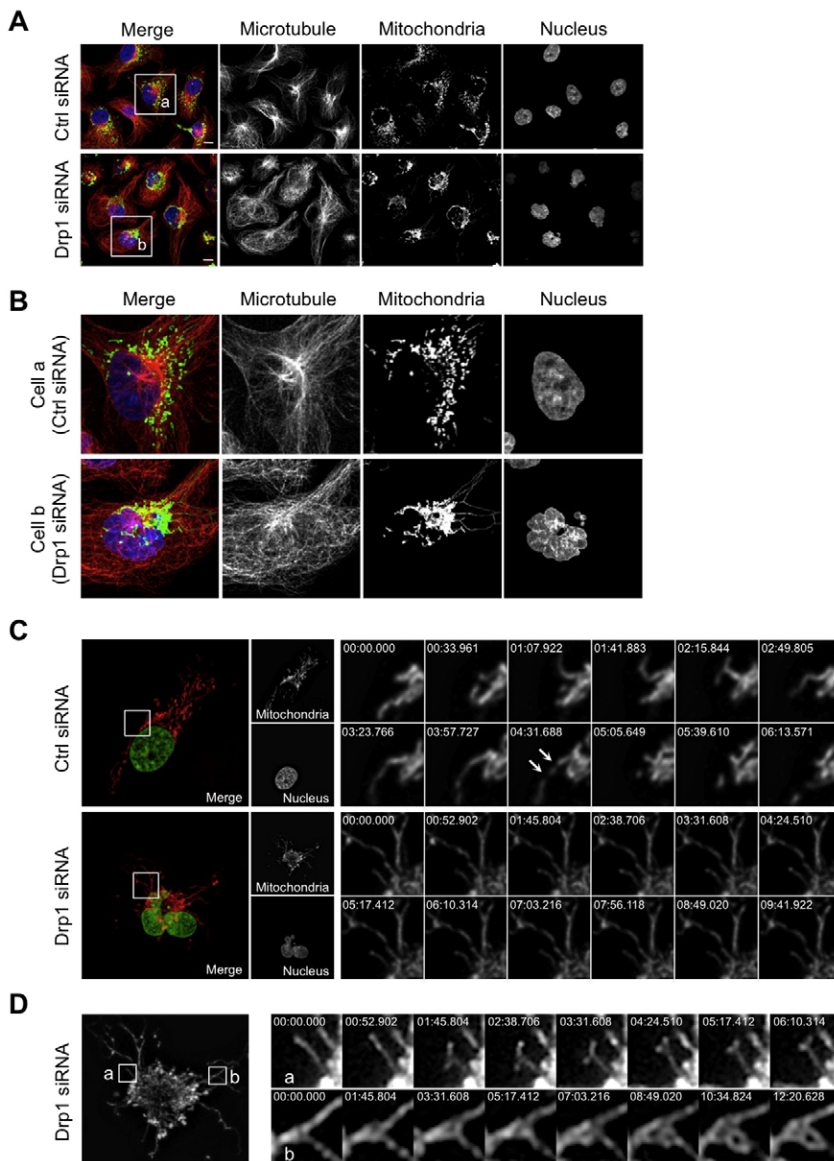 A
Merge Microtubule Mitochondria Nucleus
Ctrl siRNA
a
Drp1 siRNA
b
B
Merge Microtubule Mitochondria Nucleus
Cell a
(Ctrl siRNA)
Cell b
(Drp1 siRNA)
C
Ctrl siRNA
Merge
Mitochondria
Nucleus
00:00.000 00:33.961 01:07.922 01:41.883 02:15.844 02:49.805
03:23.766 03:57.727 04:31.688 05:05.649 05:39.610 06:13.571
Drp1 siRNA
Merge
Mitochondria
Nucleus
00:00.000 00:52.902 01:45.804 02:38.706 03:31.608 04:24.510
05:17.412 06:10.314 07:03.216 07:56.118 08:49.020 09:41.922
D
Drp1 siRNA
a b
00:00.000 00:52.902 01:45.804 02:38.706 03:31.608 04:24.510 05:17.412 06:10.314
a
00:00.000 01:45.804 03:31.608 05:17.412 07:03.216 08:49.020 10:34.824 12:20.628
b